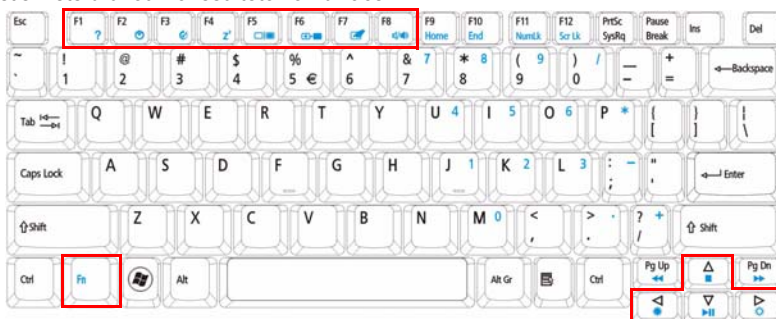 Esc F1 ? F2 F3 F4 zᶻ F5 F6 F7 F8 F9 Home F10 End F11 NumLk F12 Scr Lk PrtSc SysRq Pause Break Ins Del
~ ` ! 1 @ 2 # 3 $ 4 % 5 € ^ 6 & 7 7 * 8 8 ( 9 9 ) 0 / _ - + = Backspace
Tab Q W E R T Y U 4 I 5 O 6 P * { [ } ] | \
Caps Lock A S D F G H J 1 K 2 L 3 : ; - " ' Enter
Shift Z X C V B N M 0 < , > . . ? / + Shift
Ctrl Fn Alt Alt Gr Ctrl Pg Up Pg Dn